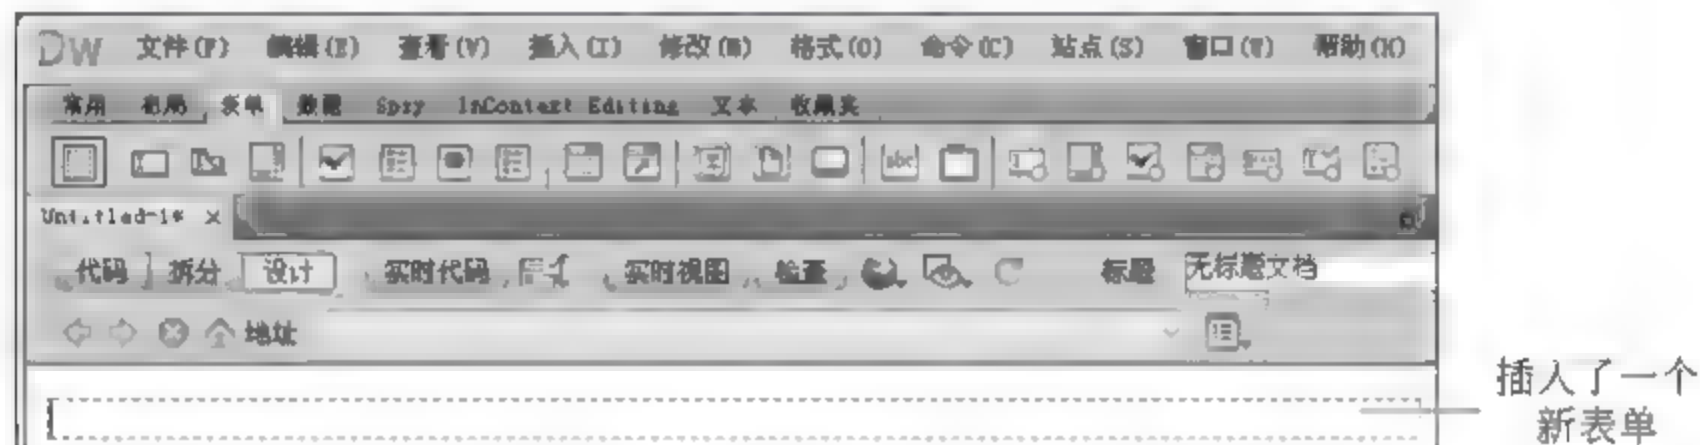 DW 文件(F) 编辑(E) 查看(V) 插入(I) 修改(M) 格式(O) 命令(C) 站点(S) 窗口(W) 帮助(H)
常用 布局 表单 数据 Spry InContext Editing 文本 收藏夹
abc
Untitled-1* ×
代码 拆分 设计 实时代码 实时视图 检查 标题 无标题文档
地址
插入了一个
新表单